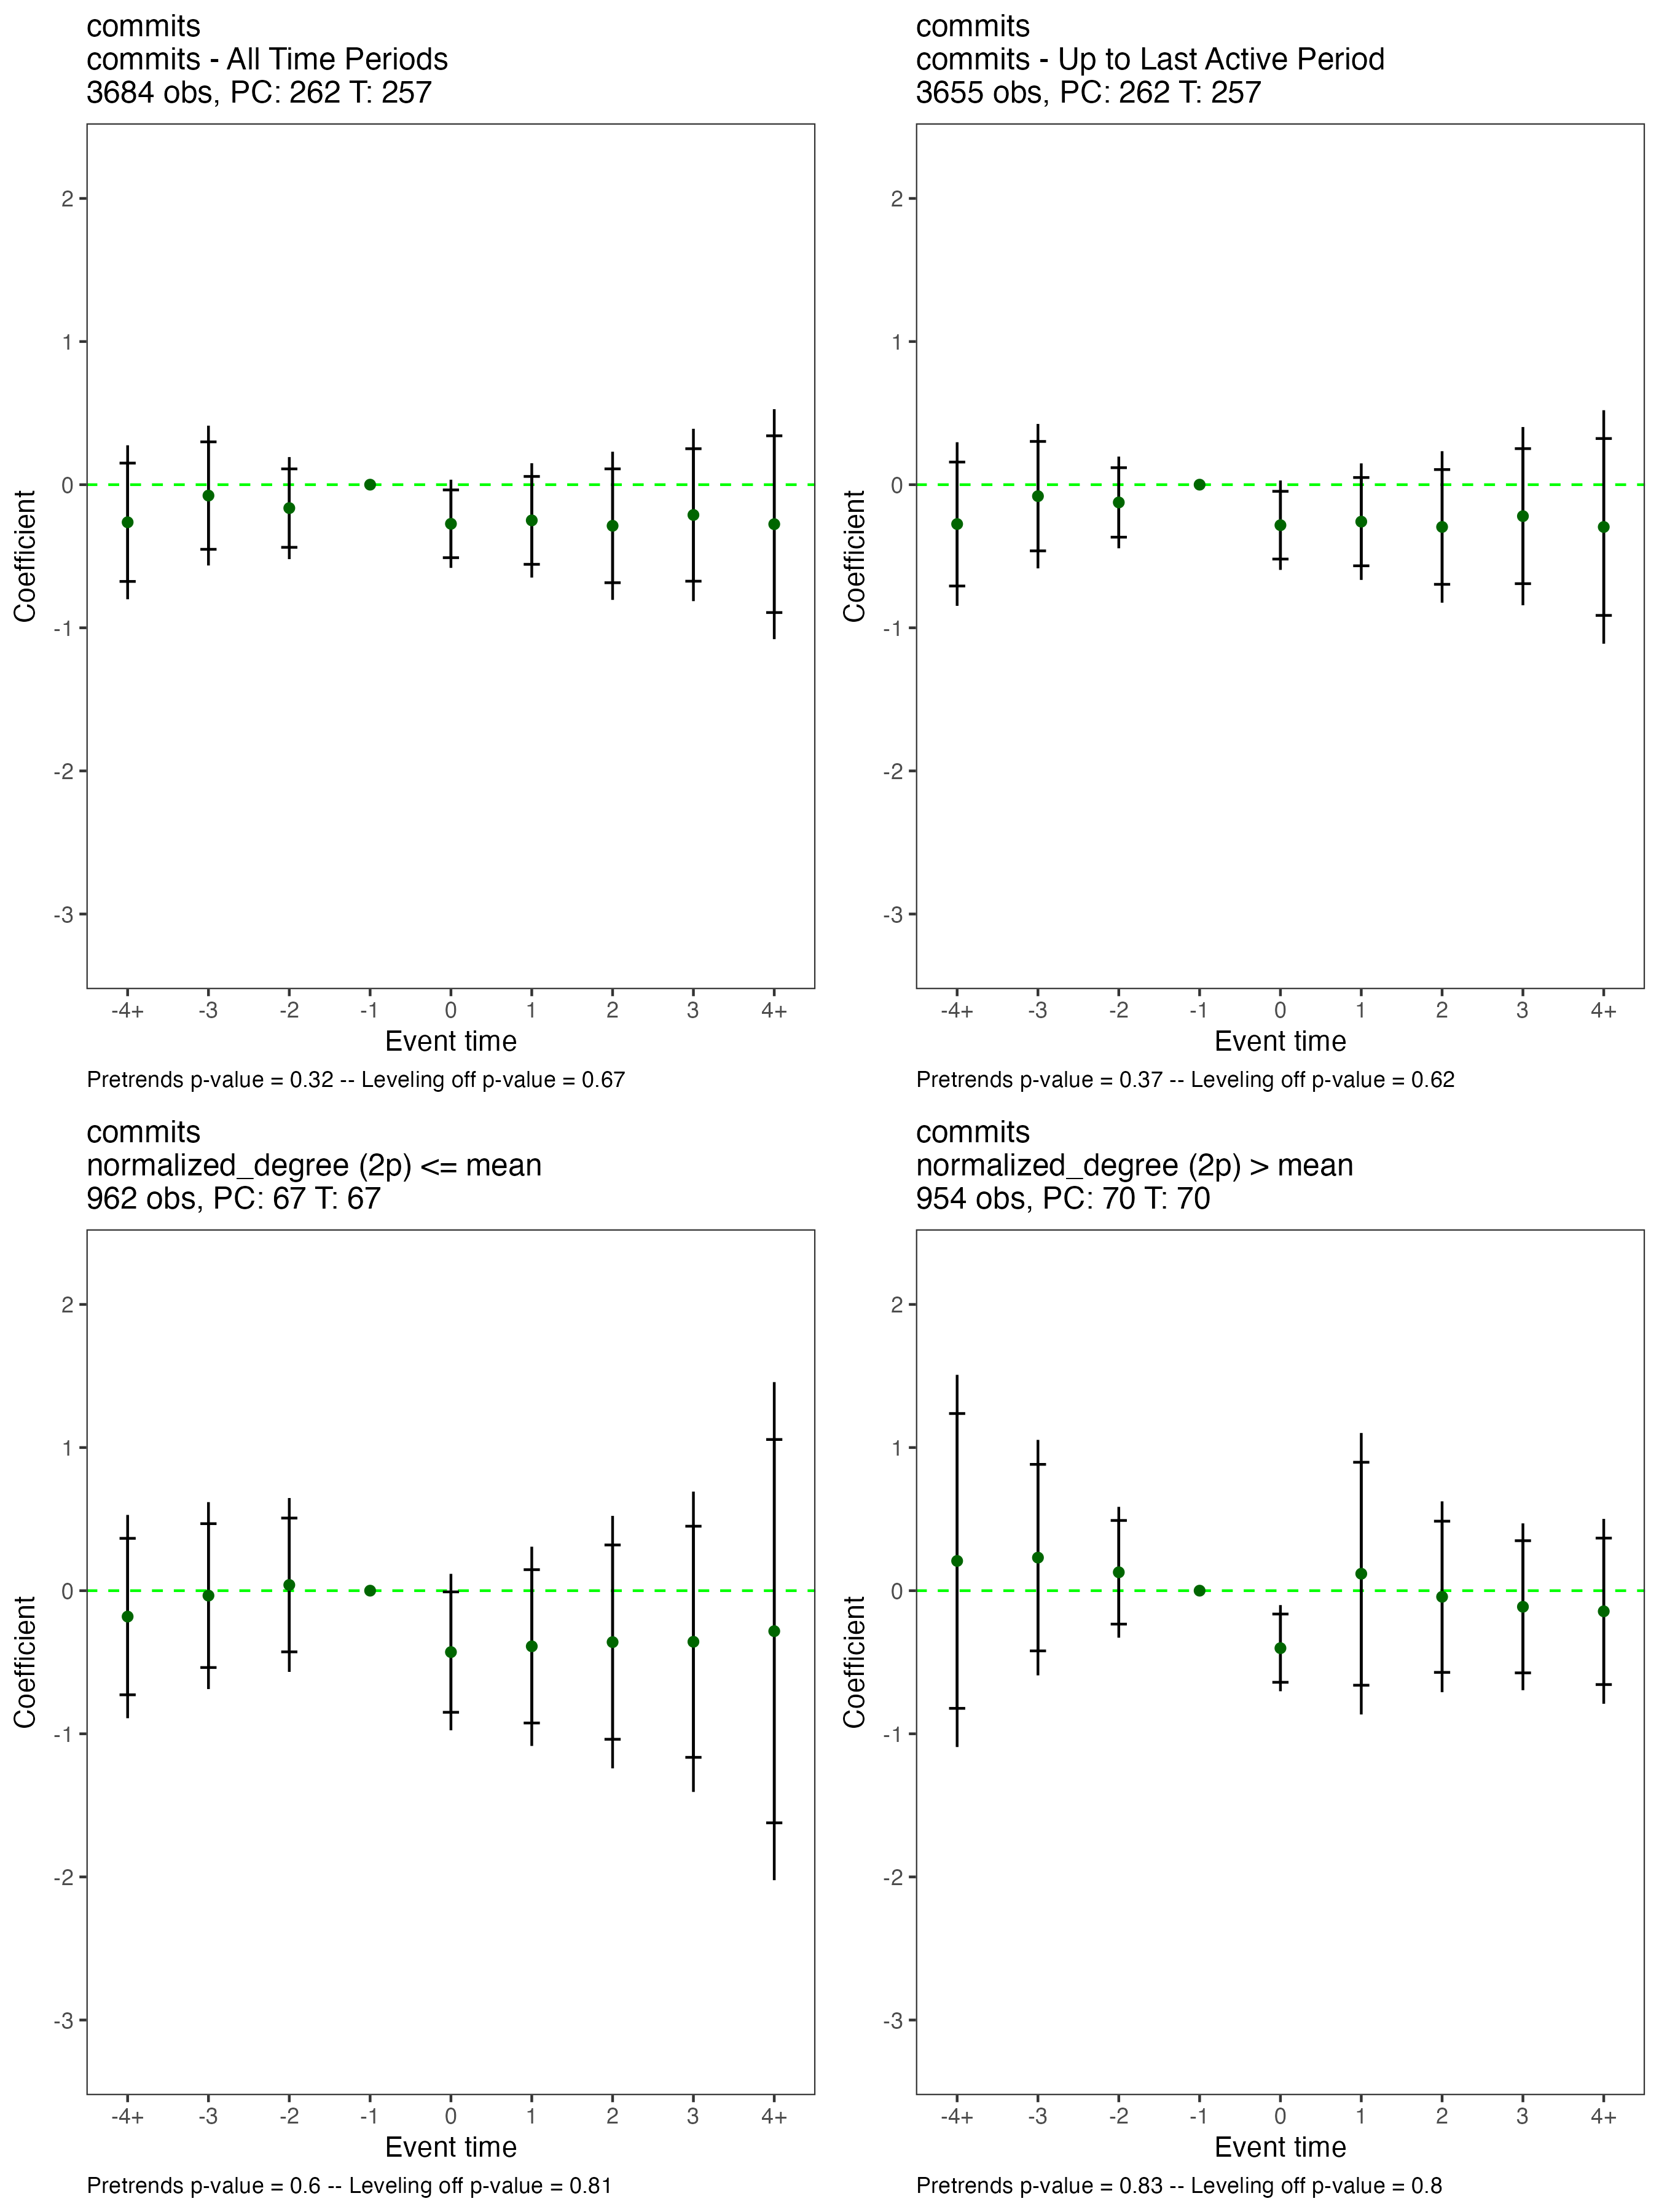 commits
commits - All Time Periods
3684 obs, PC: 262 T: 257
2
1
0
-1
-2
-3
Coefficient
-4+ -3 -2 -1 0 1 2 3 4+
Event time
Pretrends p-value = 0.32 -- Leveling off p-value = 0.67
commits
commits - Up to Last Active Period
3655 obs, PC: 262 T: 257
2
1
0
-1
-2
-3
Coefficient
-4+ -3 -2 -1 0 1 2 3 4+
Event time
Pretrends p-value = 0.37 -- Leveling off p-value = 0.62
commits
normalized_degree (2p) <= mean
962 obs, PC: 67 T: 67
2
1
0
-1
-2
-3
Coefficient
-4+ -3 -2 -1 0 1 2 3 4+
Event time
Pretrends p-value = 0.6 -- Leveling off p-value = 0.81
commits
normalized_degree (2p) > mean
954 obs, PC: 70 T: 70
2
1
0
-1
-2
-3
Coefficient
-4+ -3 -2 -1 0 1 2 3 4+
Event time
Pretrends p-value = 0.83 -- Leveling off p-value = 0.8